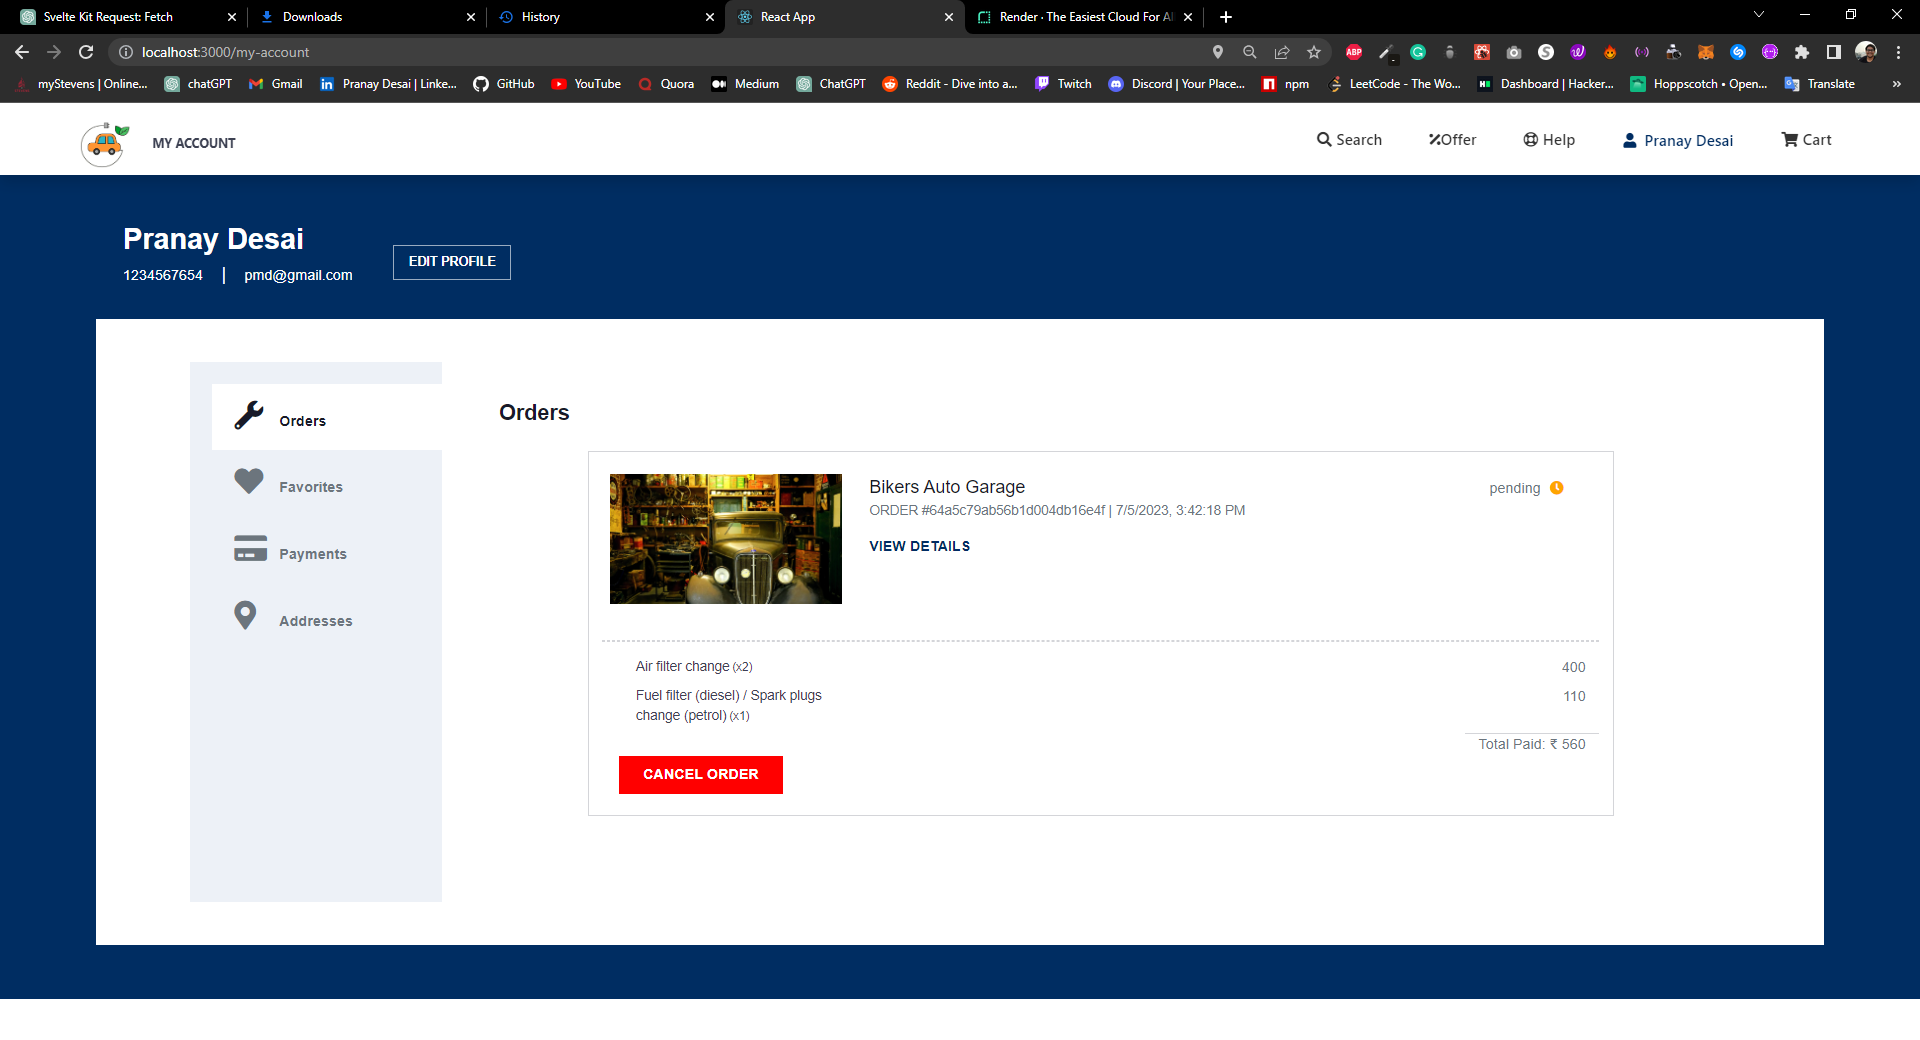 Svelte Kit Request: Fetch
Downloads
History
React App
Render · The Easiest Cloud For Al
localhost:3000/my-account
ABP
myStevens | Online...
chatGPT
Gmail
Pranay Desai | Linke...
GitHub
YouTube
Quora
Medium
ChatGPT
Reddit - Dive into a...
Twitch
Discord | Your Place...
npm
LeetCode - The Wo...
Dashboard | Hacker...
Hoppscotch • Open...
Translate
»
MY ACCOUNT
Search
Offer
Help
Pranay Desai
Cart
Pranay Desai
1234567654 | pmd@gmail.com
EDIT PROFILE
Orders
Favorites
Payments
Addresses
Orders
Bikers Auto Garage
pending
ORDER #64a5c79ab56b1d004db16e4f | 7/5/2023, 3:42:18 PM
VIEW DETAILS
Air filter change (x2) 400
Fuel filter (diesel) / Spark plugs 110
change (petrol) (x1)
Total Paid: ₹ 560
CANCEL ORDER